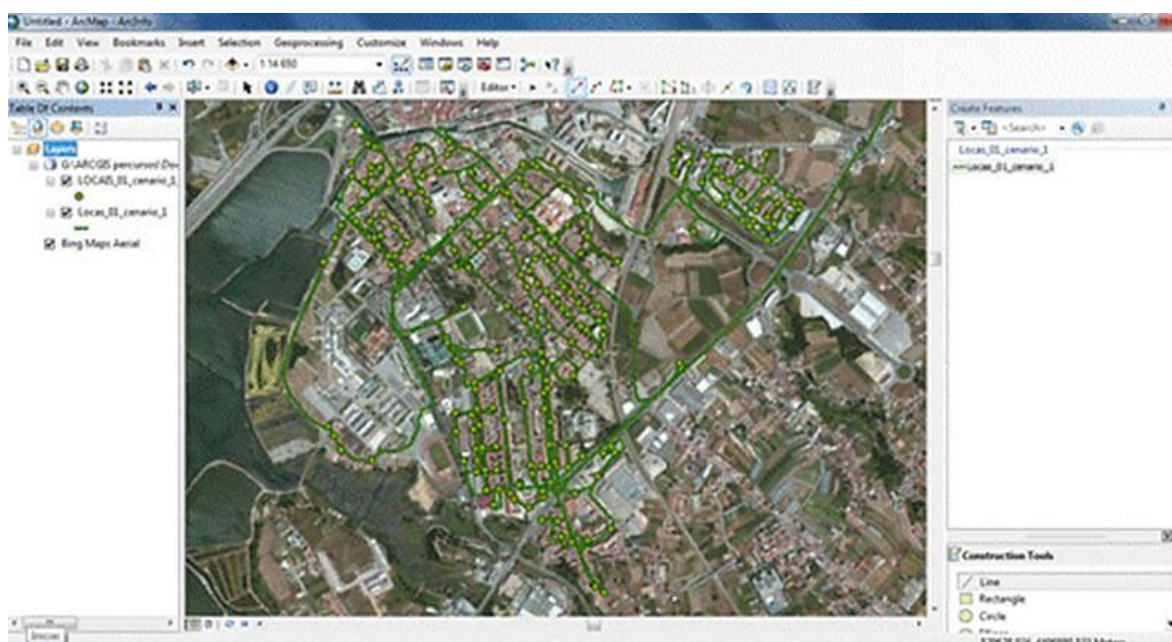 Untitled - ArcMap - ArcInfo
File Edit View Bookmarks Insert Selection Geoprocessing Customize Windows Help
1:14 650
Editor
Table Of Contents
Layers
G:\ARCGIS percursos\Do
LOCAIS_01_cenario_1
Locas_01_cenario_1
Bing Maps Aerial
Create Features
<Search>
Locas_01_cenario_1
Locas_01_cenario_1
Construction Tools
Line
Rectangle
Circle
Iniciar